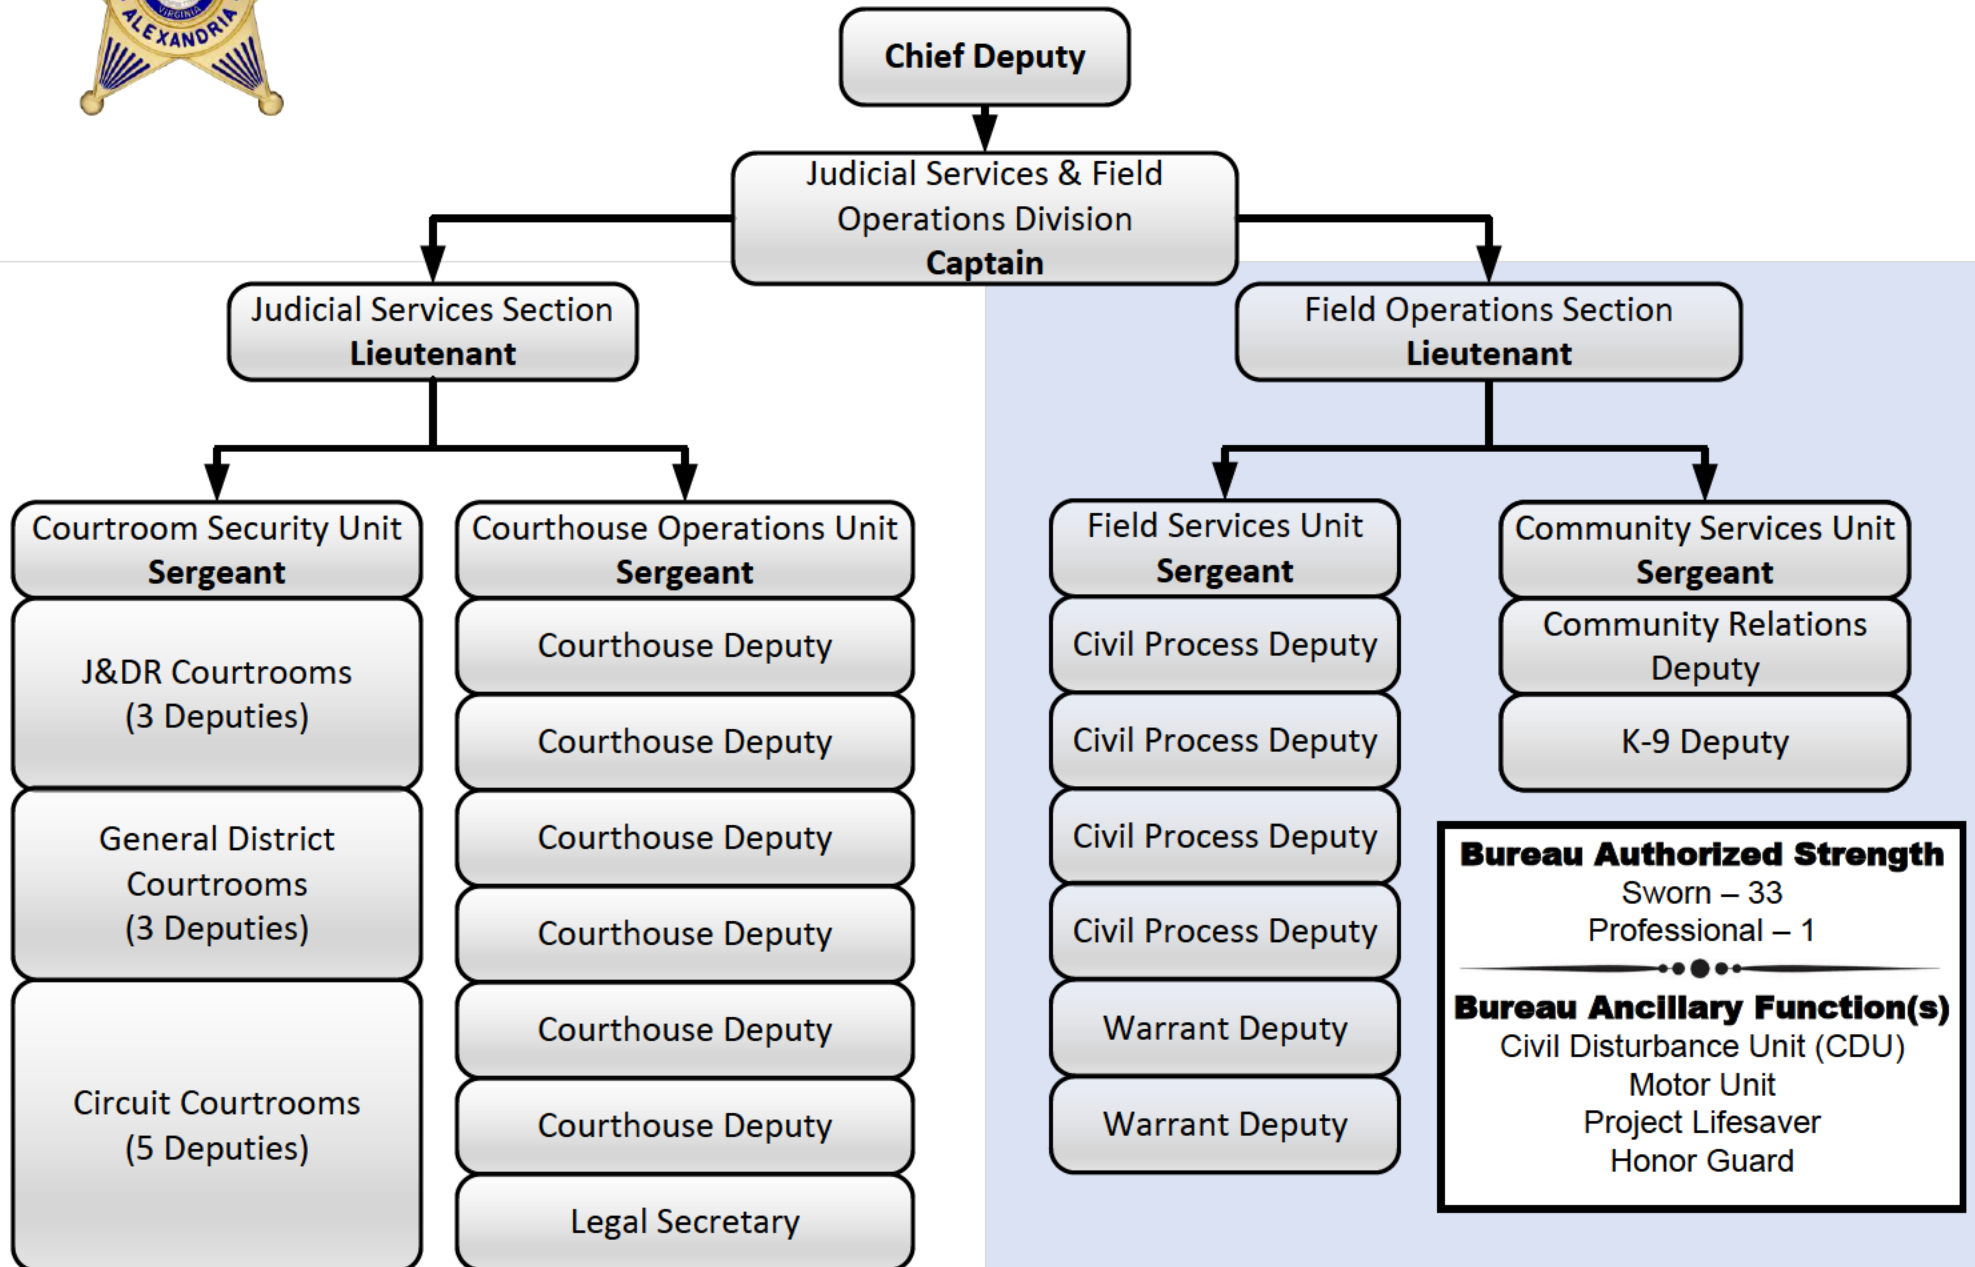 VIRGINIA
ALEXANDRIA
Chief Deputy
Judicial Services & Field
Operations Division
Captain
Judicial Services Section
Lieutenant
Field Operations Section
Lieutenant
Courtroom Security Unit
Sergeant
J&DR Courtrooms
(3 Deputies)
General District
Courtrooms
(3 Deputies)
Circuit Courtrooms
(5 Deputies)
Courthouse Operations Unit
Sergeant
Courthouse Deputy
Courthouse Deputy
Courthouse Deputy
Courthouse Deputy
Courthouse Deputy
Courthouse Deputy
Legal Secretary
Field Services Unit
Sergeant
Civil Process Deputy
Civil Process Deputy
Civil Process Deputy
Civil Process Deputy
Warrant Deputy
Warrant Deputy
Community Services Unit
Sergeant
Community Relations
Deputy
K-9 Deputy
Bureau Authorized Strength
Sworn – 33
Professional – 1
Bureau Ancillary Function(s)
Civil Disturbance Unit (CDU)
Motor Unit
Project Lifesaver
Honor Guard